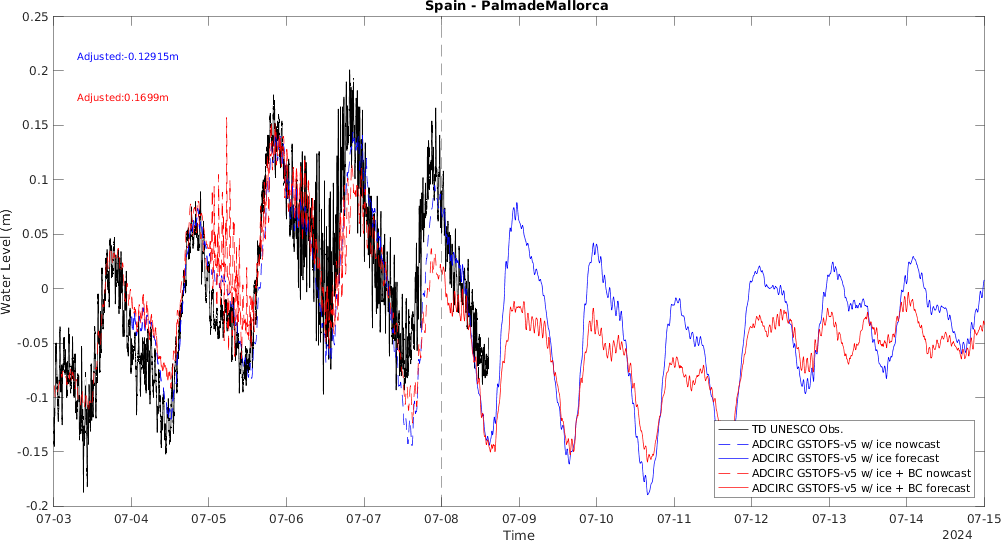 Spain - PalmadeMallorca
Adjusted:-0.12915m
Adjusted:0.1699m
Water Level (m)
0.25
0.2
0.15
0.1
0.05
0
-0.05
-0.1
-0.15
-0.2
TD UNESCO Obs.
ADCIRC GSTOFS-v5 w/ ice nowcast
ADCIRC GSTOFS-v5 w/ ice forecast
ADCIRC GSTOFS-v5 w/ ice + BC nowcast
ADCIRC GSTOFS-v5 w/ ice + BC forecast
07-03 07-04 07-05 07-06 07-07 07-08 07-09 07-10 07-11 07-12 07-13 07-14 07-15
Time
2024